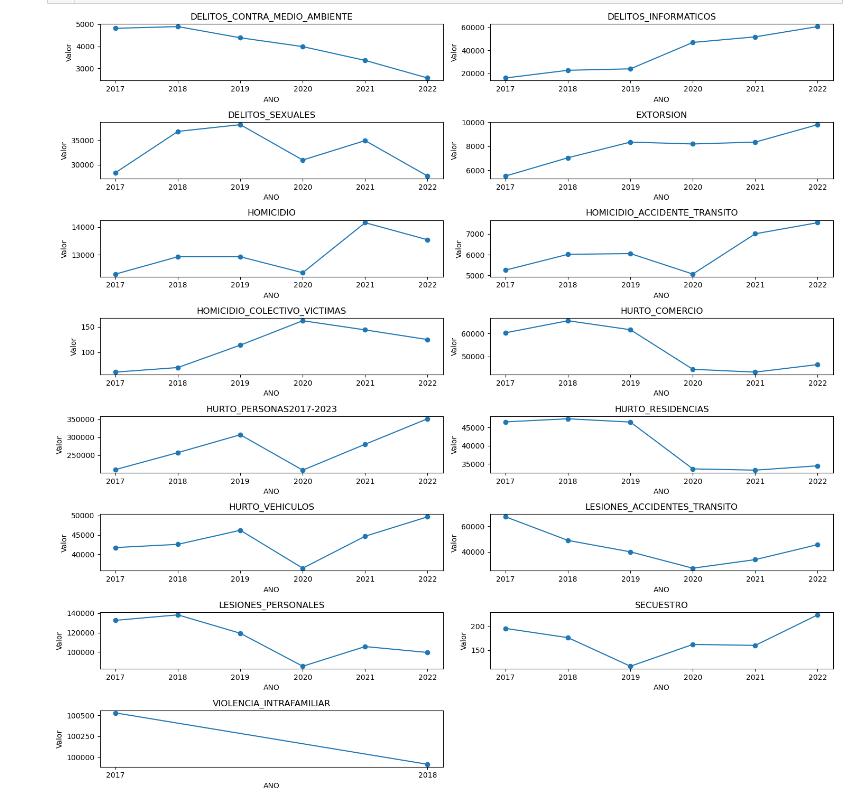 DELITOS_CONTRA_MEDIO_AMBIENTE
5000
4000
3000
Valor
2017 2018 2019 2020 2021 2022
ANO
DELITOS_INFORMATICOS
60000
40000
20000
Valor
2017 2018 2019 2020 2021 2022
ANO
DELITOS_SEXUALES
35000
30000
Valor
2017 2018 2019 2020 2021 2022
ANO
EXTORSION
10000
8000
6000
Valor
2017 2018 2019 2020 2021 2022
ANO
HOMICIDIO
14000
13000
Valor
2017 2018 2019 2020 2021 2022
ANO
HOMICIDIO_ACCIDENTE_TRANSITO
7000
6000
5000
Valor
2017 2018 2019 2020 2021 2022
ANO
HOMICIDIO_COLECTIVO_VICTIMAS
150
100
Valor
2017 2018 2019 2020 2021 2022
ANO
HURTO_COMERCIO
60000
50000
Valor
2017 2018 2019 2020 2021 2022
ANO
HURTO_PERSONAS2017-2023
350000
300000
250000
Valor
2017 2018 2019 2020 2021 2022
ANO
HURTO_RESIDENCIAS
45000
40000
35000
Valor
2017 2018 2019 2020 2021 2022
ANO
HURTO_VEHICULOS
50000
45000
40000
Valor
2017 2018 2019 2020 2021 2022
ANO
LESIONES_ACCIDENTES_TRANSITO
60000
40000
Valor
2017 2018 2019 2020 2021 2022
ANO
LESIONES_PERSONALES
140000
120000
100000
Valor
2017 2018 2019 2020 2021 2022
ANO
SECUESTRO
200
150
Valor
2017 2018 2019 2020 2021 2022
ANO
VIOLENCIA_INTRAFAMILIAR
100500
100250
100000
Valor
2017 2018
ANO